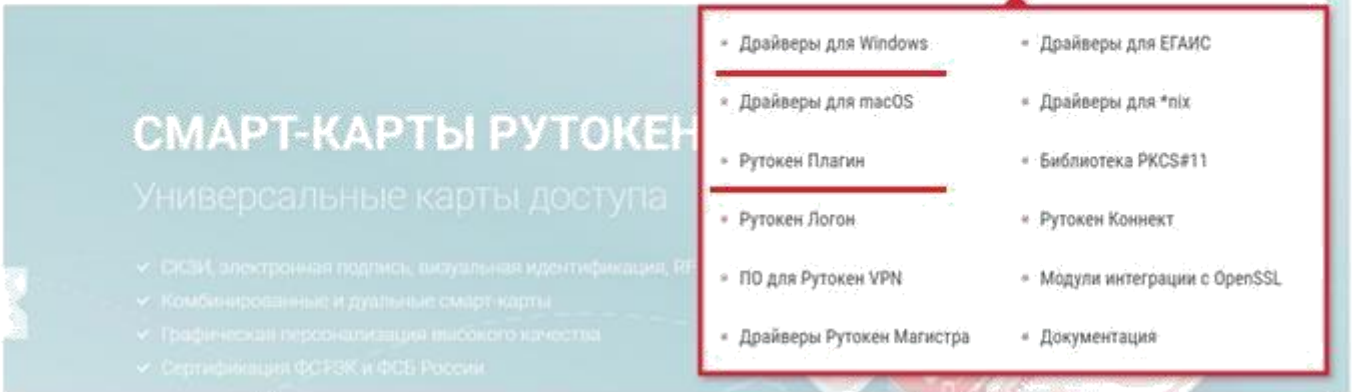 СМАРТ-КАРТЫ РУТОКЕН
Универсальные карты доступа
СКЗИ, электронная подпись, визуальная идентификация, RF
Комбинированные и дуальные смарт-карты
Графическая персонализация высокого качества
Сертификация ФСТЭК и ФСБ России
Драйверы для Windows
Драйверы для macOS
Рутокен Плагин
Рутокен Логон
ПО для Рутокен VPN
Драйверы Рутокен Магистра
Драйверы для ЕГАИС
Драйверы для *nix
Библиотека PKCS#11
Рутокен Коннект
Модули интеграции с OpenSSL
Документация